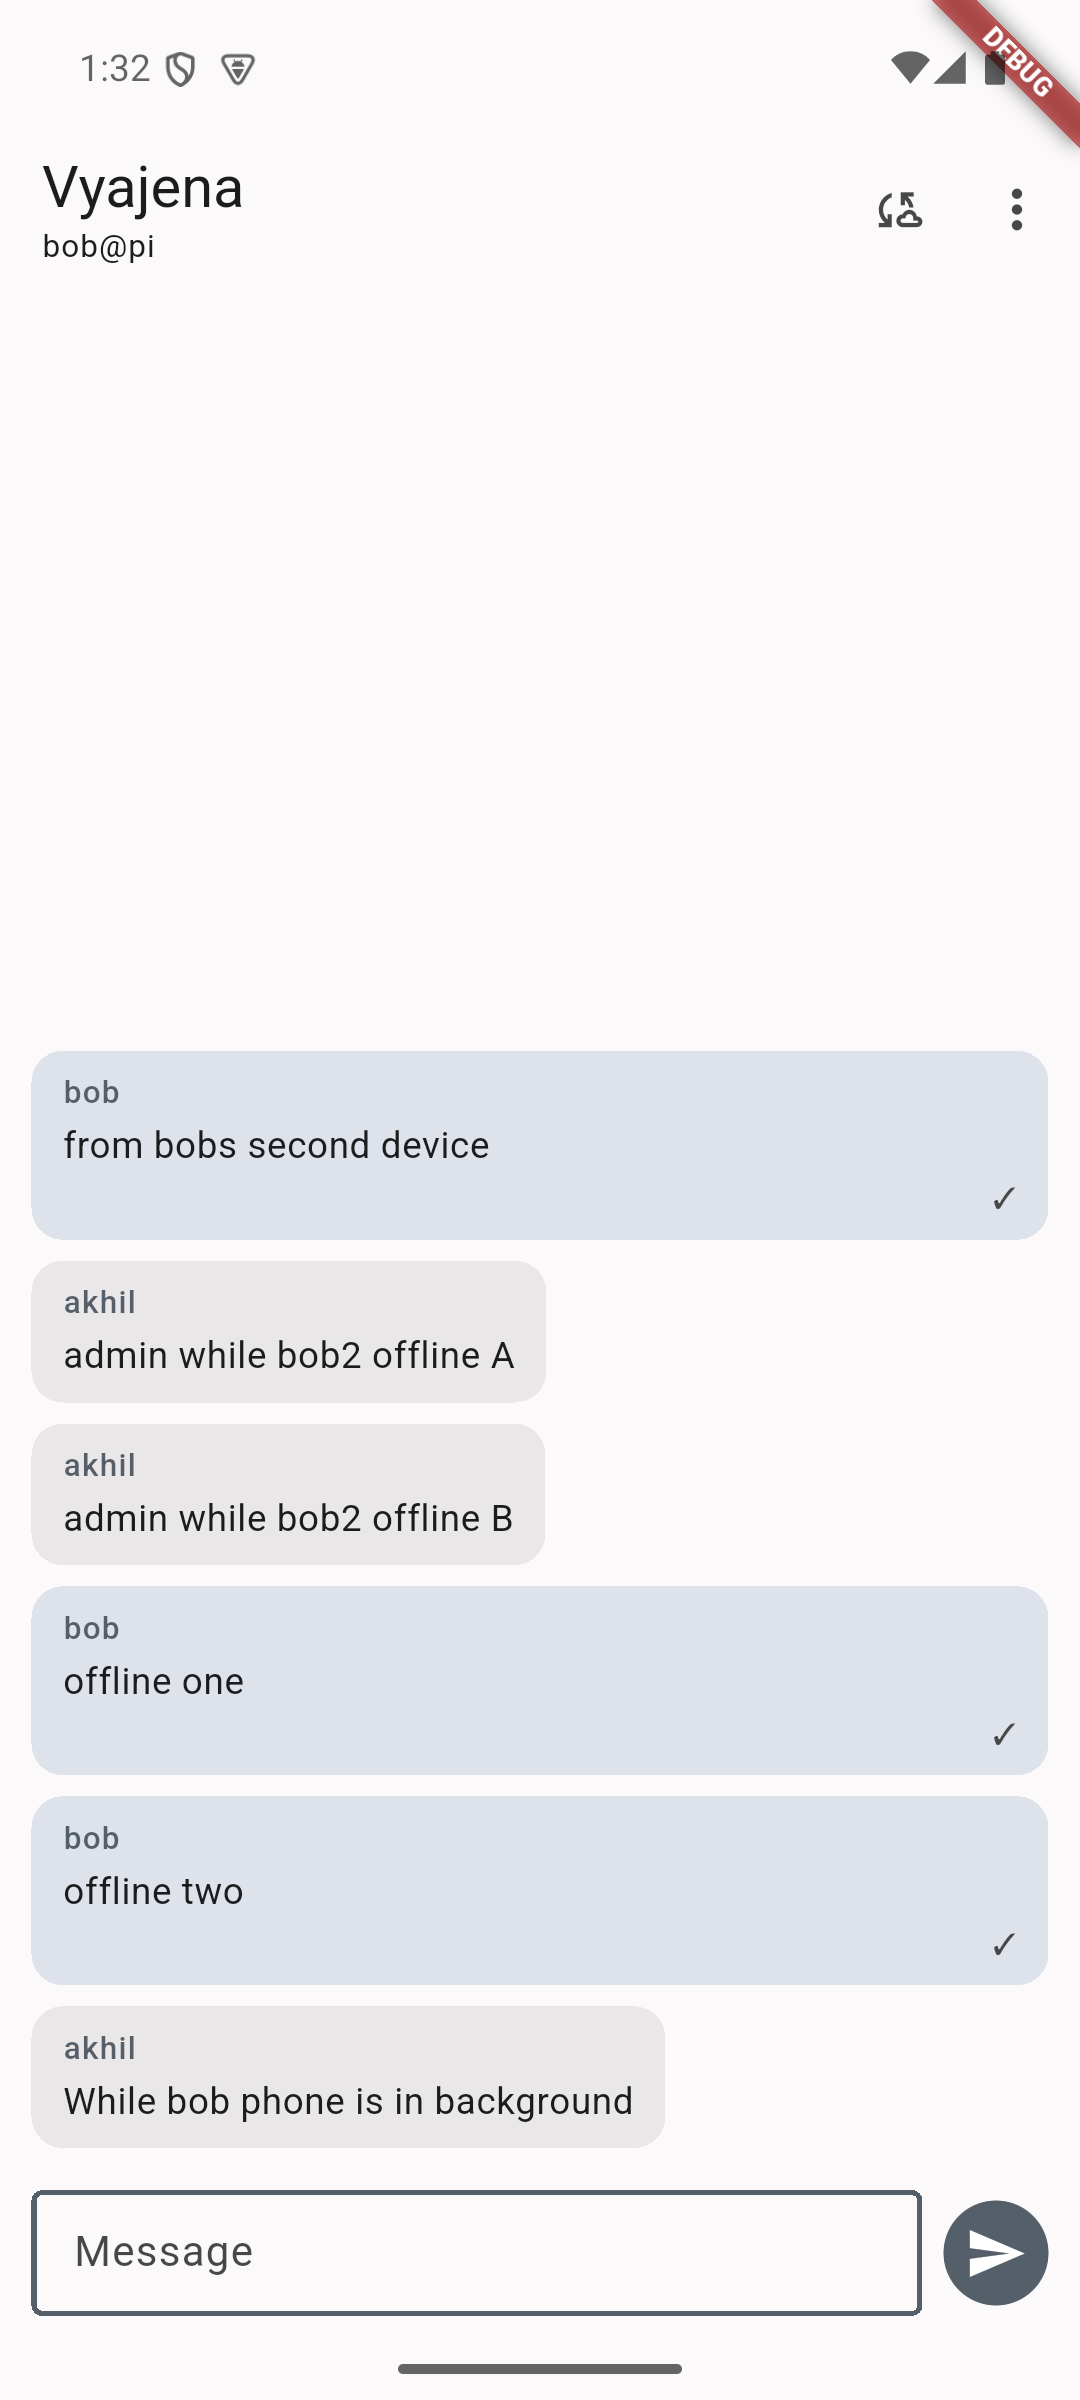 1:32
DEBUG
Vyajena
bob@pi
bob
from bobs second device
✓
akhil
admin while bob2 offline A
akhil
admin while bob2 offline B
bob
offline one
✓
bob
offline two
✓
akhil
While bob phone is in background
Message